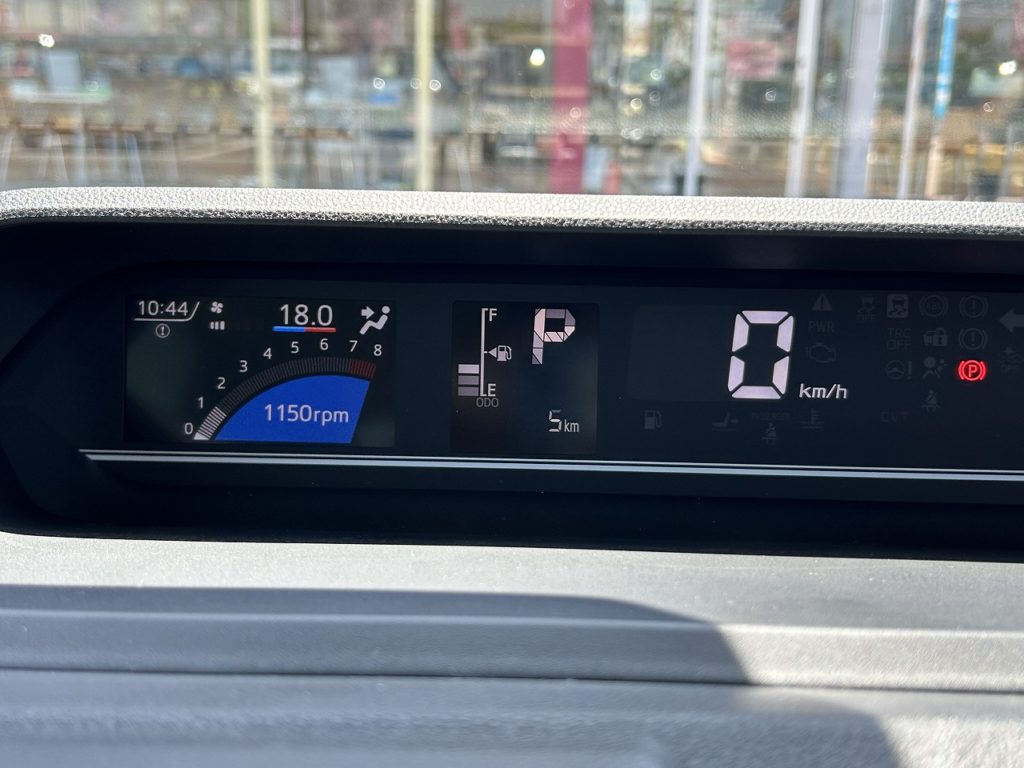 10:44
18.0
0 1 2 3 4 5 6 7 8
1150rpm
F
E
ODO
P
5km
0
km/h
PWR
TRC
OFF
(P)
CVT